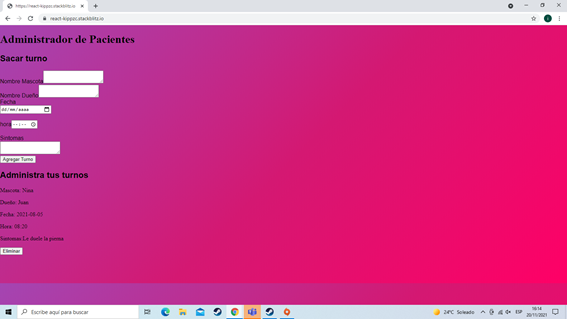 https://react-kippzc.stackblitz.io
react-kippzc.stackblitz.io
Administrador de Pacientes
Sacar turno
Nombre Mascota
Nombre Dueño
Fecha
dd/mm/aaaa
hora --:--
Sintomas
Agregar Turno
Administra tus turnos
Mascota: Nina
Dueño: Juan
Fecha: 2021-08-05
Hora: 08:20
Sintomas:Le duele la pierna
Eliminar
Escribe aquí para buscar
24°C Soleado
ESP
19:14
20/11/2021